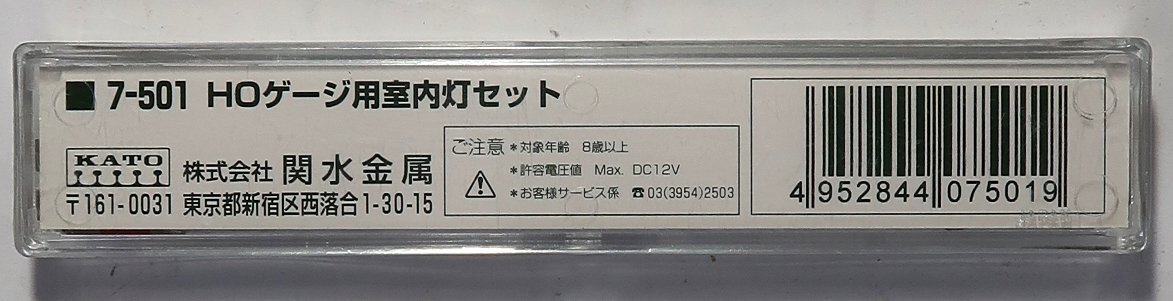 ■ 7-501 HOゲージ用室内灯セット
KATO 株式会社 関水金属
〒161-0031 東京都新宿区西落合1-30-15
ご注意 *対象年齢 8歳以上
*許容電圧値 Max. DC12V
*お客様サービス係 ☎03(3954)2503
4 952844 075019